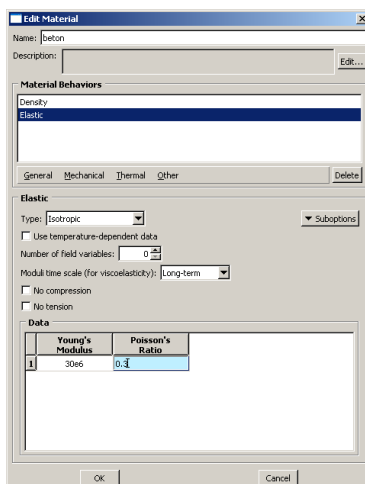 Edit Material
Name: beton
Description:
Edit...
Material Behaviors
Density
Elastic
General Mechanical Thermal Other Delete
Elastic
Type: Isotropic Suboptions
Use temperature-dependent data
Number of field variables: 0
Moduli time scale (for viscoelasticity): Long-term
No compression
No tension
Data
Young's Modulus Poisson's Ratio
1 30e6 0.3
OK Cancel